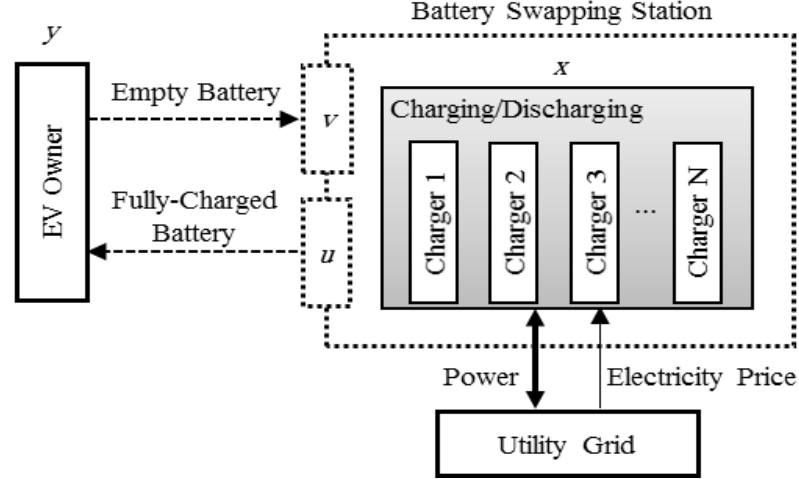 Battery Swapping Station
y
x
Empty Battery
v
Charging/Discharging
EV Owner
Charger 1
Charger 2
Charger 3
...
Charger N
Fully-Charged
Battery
u
Power
Electricity Price
Utility Grid